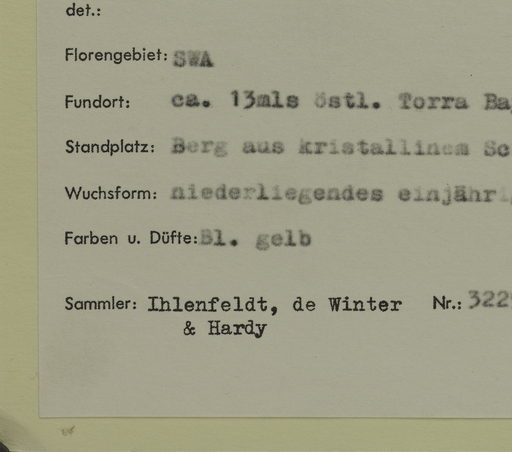 det.:
Florengebiet: SWA
Fundort: ca. 13mls östl. Torra Ba
Standplatz: Berg aus kristallinem Sc
Wuchsform: niederliegendes einjähri
Farben u. Düfte: Bl. gelb
Sammler: Ihlenfeldt, de Winter Nr.: 322
& Hardy